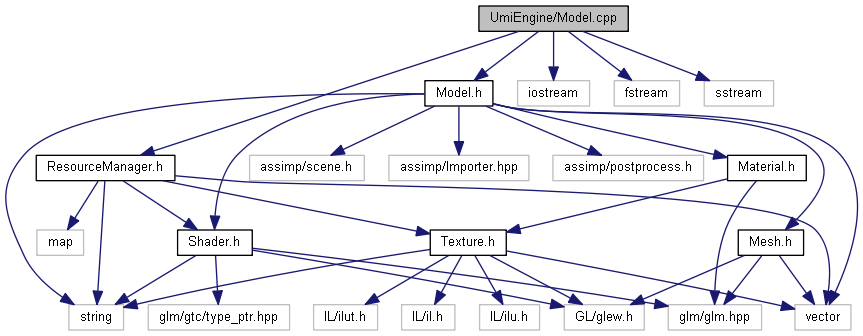 UmiEngine/Model.cpp
Model.h
iostream
fstream
sstream
ResourceManager.h
assimp/scene.h
assimp/Importer.hpp
assimp/postprocess.h
Material.h
map
Shader.h
Texture.h
Mesh.h
string
glm/gtc/type_ptr.hpp
IL/ilut.h
IL/il.h
IL/ilu.h
GL/glew.h
glm/glm.hpp
vector